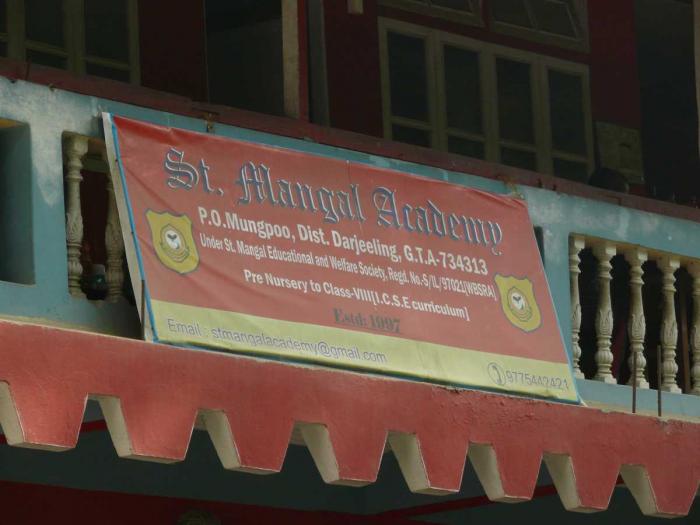 St. Mangal Academy
P.O.Mungpoo, Dist. Darjeeling, G.T.A-734313
Under St. Mangal Educational and Welfare Society, Regd. No.-S/IL/97021[WBSRA]
Pre Nursery to Class-VIII[I.C.S.E curriculum]
Estd: 1997
Email : stmangalacademy@gmail.com
9775442421